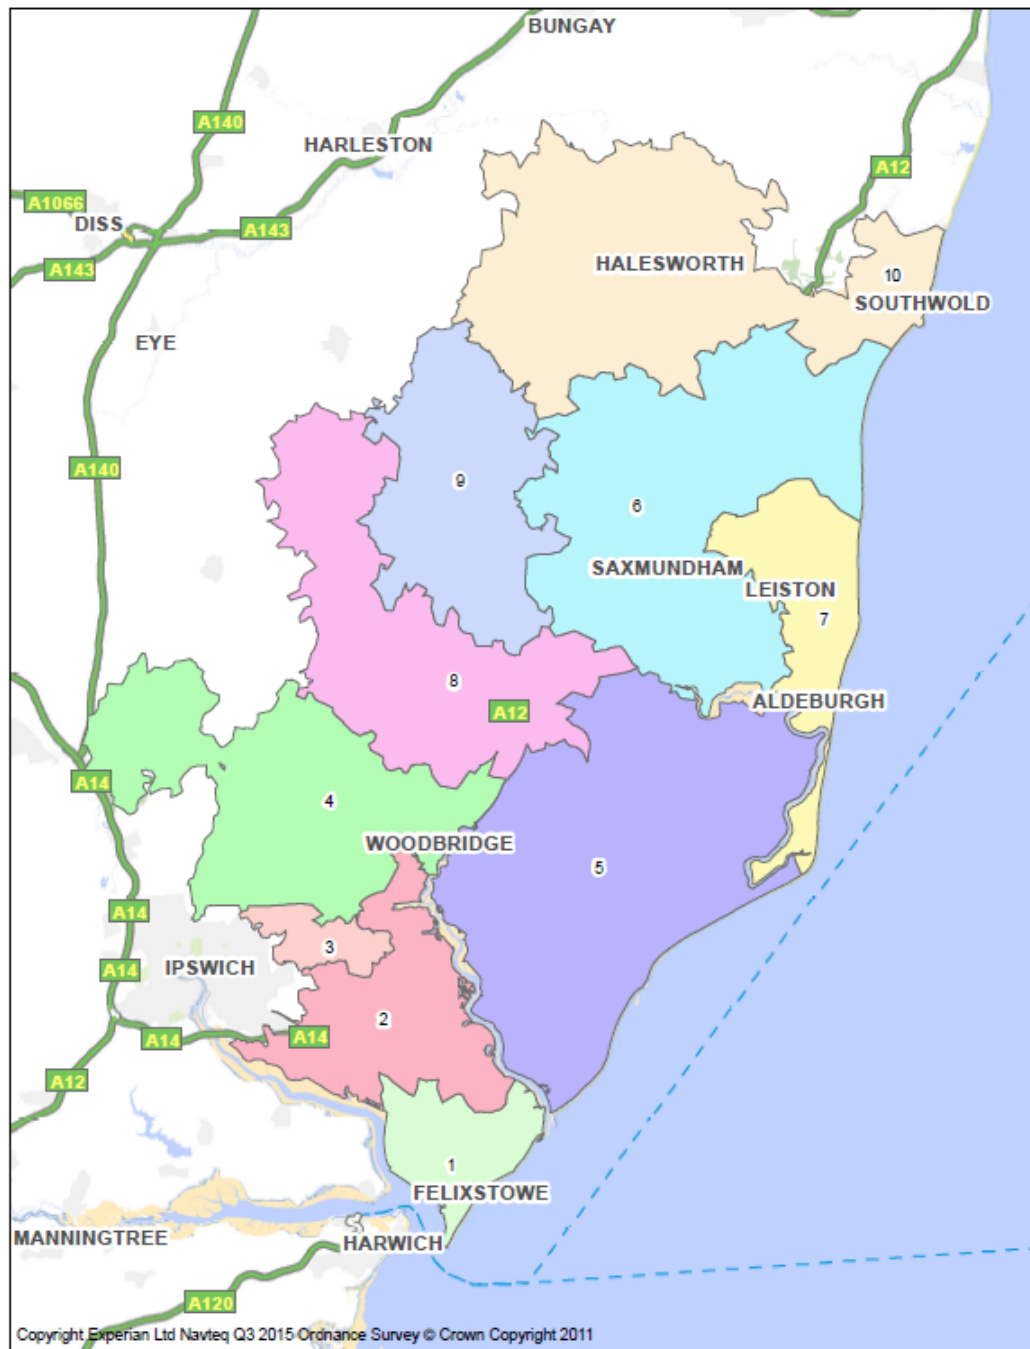 BUNGAY
A140
HARLESTON
A12
A1066
DISS
A143
A143
HALESWORTH
10
SOUTHWOLD
EYE
A140
9
6
SAXMUNDHAM
LEISTON
7
8
A12
ALDEBURGH
A14
4
WOODBRIDGE
5
A14
3
IPSWICH
A14
2
A14
A14
A12
1
FELIXSTOWE
MANNINGTREE
HARWICH
A120
Copyright Experian Ltd Navteq Q3 2015 Ordnance Survey © Crown Copyright 2011